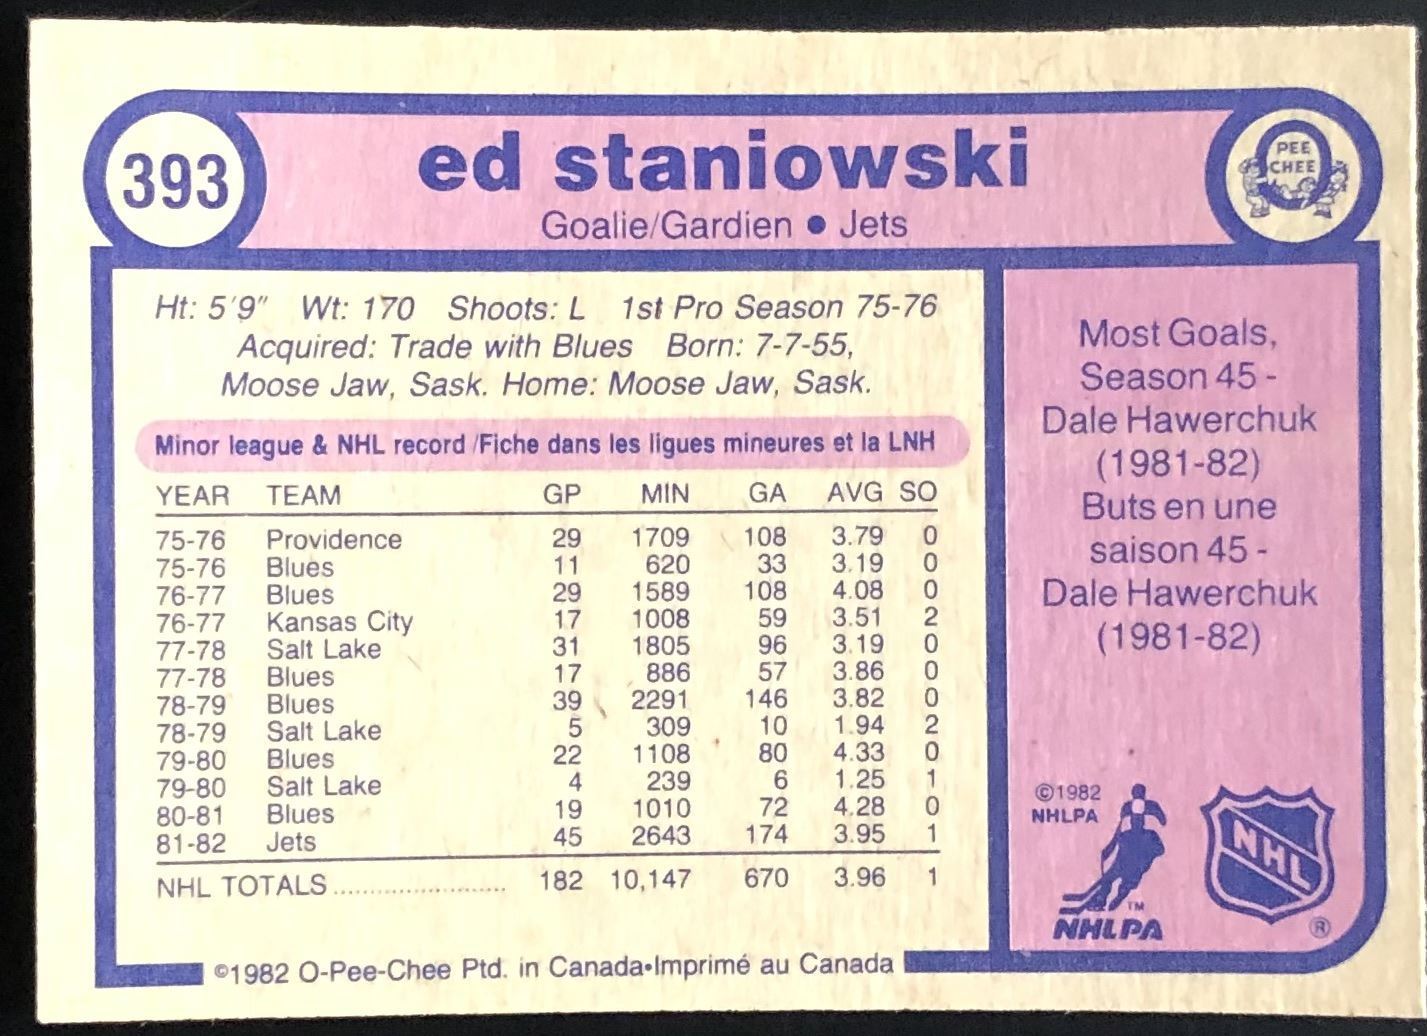 393
ed staniowski
Goalie/Gardien • Jets
PEE
CHEE
Ht: 5'9" Wt: 170 Shoots: L 1st Pro Season 75-76
Acquired: Trade with Blues Born: 7-7-55,
Moose Jaw, Sask. Home: Moose Jaw, Sask.
Minor league & NHL record /Fiche dans les ligues mineures et la LNH
YEAR TEAM GP MIN GA AVG SO
75-76 Providence 29 1709 108 3.79 0
75-76 Blues 11 620 33 3.19 0
76-77 Blues 29 1589 108 4.08 0
76-77 Kansas City 17 1008 59 3.51 2
77-78 Salt Lake 31 1805 96 3.19 0
77-78 Blues 17 886 57 3.86 0
78-79 Blues 39 2291 146 3.82 0
78-79 Salt Lake 5 309 10 1.94 2
79-80 Blues 22 1108 80 4.33 0
79-80 Salt Lake 4 239 6 1.25 1
80-81 Blues 19 1010 72 4.28 0
81-82 Jets 45 2643 174 3.95 1
NHL TOTALS........................ 182 10,147 670 3.96 1
©1982 O-Pee-Chee Ptd. in Canada•Imprimé au Canada
Most Goals,
Season 45 -
Dale Hawerchuk
(1981-82)
Buts en une
saison 45 -
Dale Hawerchuk
(1981-82)
©1982
NHLPA
TM
NHLPA
NHL
®